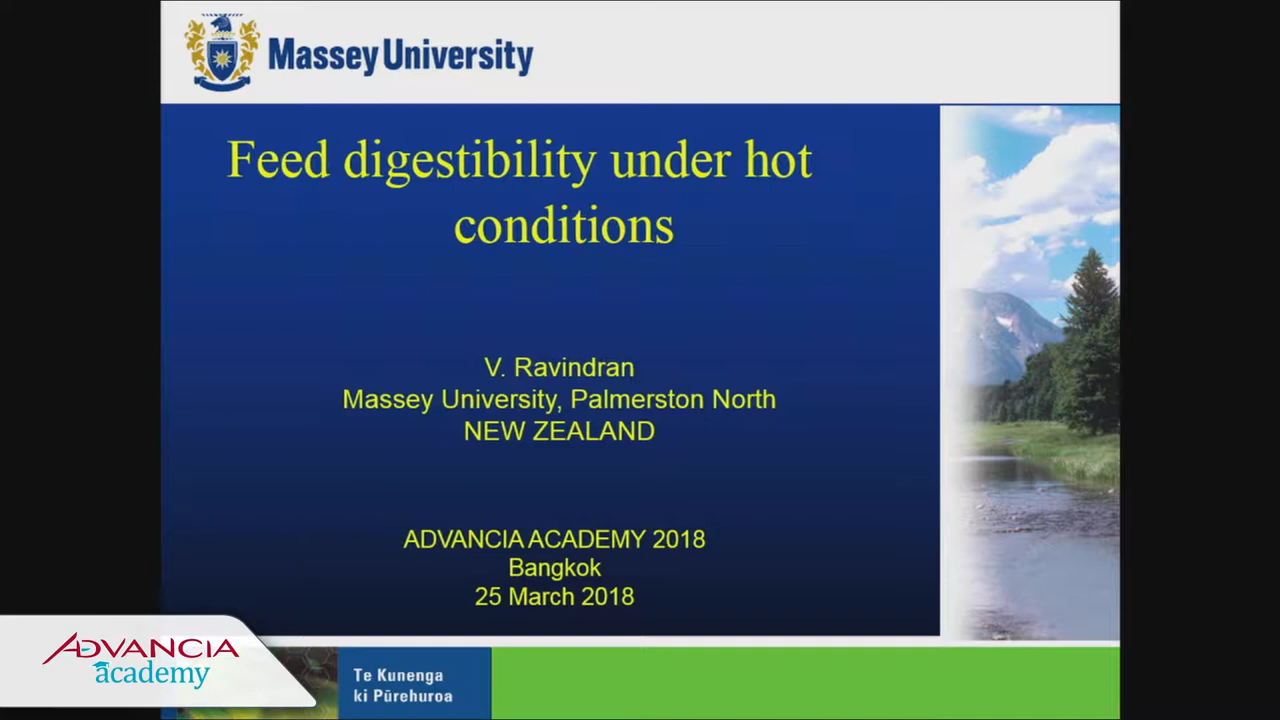 Massey University
Feed digestibility under hot
conditions
V. Ravindran
Massey University, Palmerston North
NEW ZEALAND
ADVANCIA ACADEMY 2018
Bangkok
25 March 2018
ADVANCIA
academy
Te Kunenga
ki Pūrehuroa